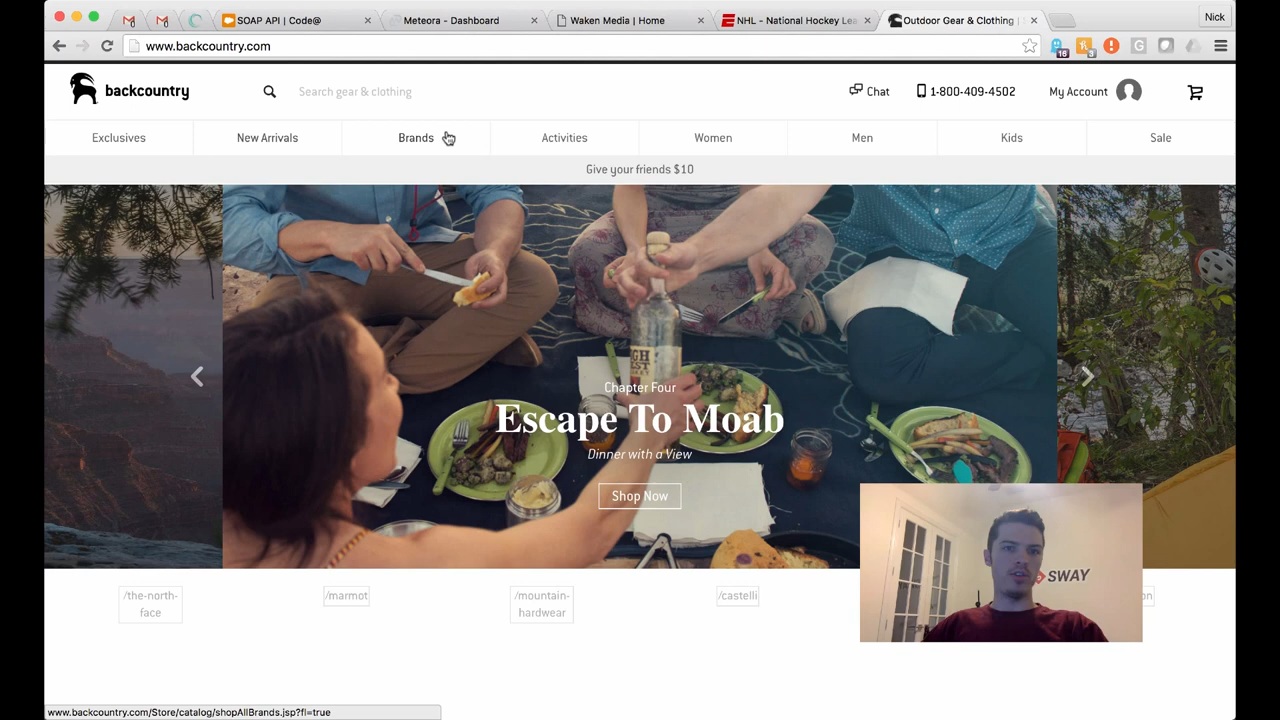 SOAP API | Code@
Meteora - Dashboard
Waken Media | Home
NHL - National Hockey Lea
Outdoor Gear & Clothing |
Nick
www.backcountry.com
16
3
G
backcountry
Search gear & clothing
Chat
1-800-409-4502
My Account
Exclusives
New Arrivals
Brands
Activities
Women
Men
Kids
Sale
Give your friends $10
Chapter Four
Escape To Moab
Dinner with a View
Shop Now
/the-north-
face
/marmot
/mountain-
hardwear
/castelli
on
SWAY
www.backcountry.com/Store/catalog/shopAllBrands.jsp?fl=true